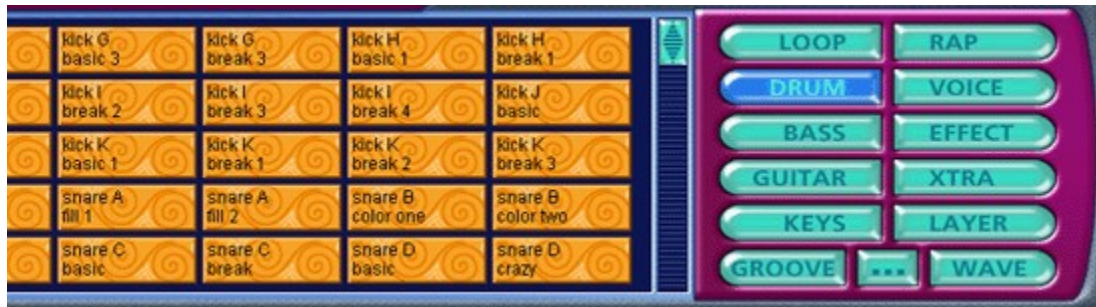 kick G
basic 3
kick G
break 3
kick H
basic 1
kick H
break 1
kick I
break 2
kick I
break 3
kick I
break 4
kick J
basic
kick K
basic 1
kick K
break 1
kick K
break 2
kick K
break 3
snare A
fill 1
snare A
fill 2
snare B
color one
snare B
color two
snare C
basic
snare C
break
snare D
basic
snare D
crazy
LOOP
RAP
DRUM
VOICE
BASS
EFFECT
GUITAR
XTRA
KEYS
LAYER
GROOVE
...
WAVE